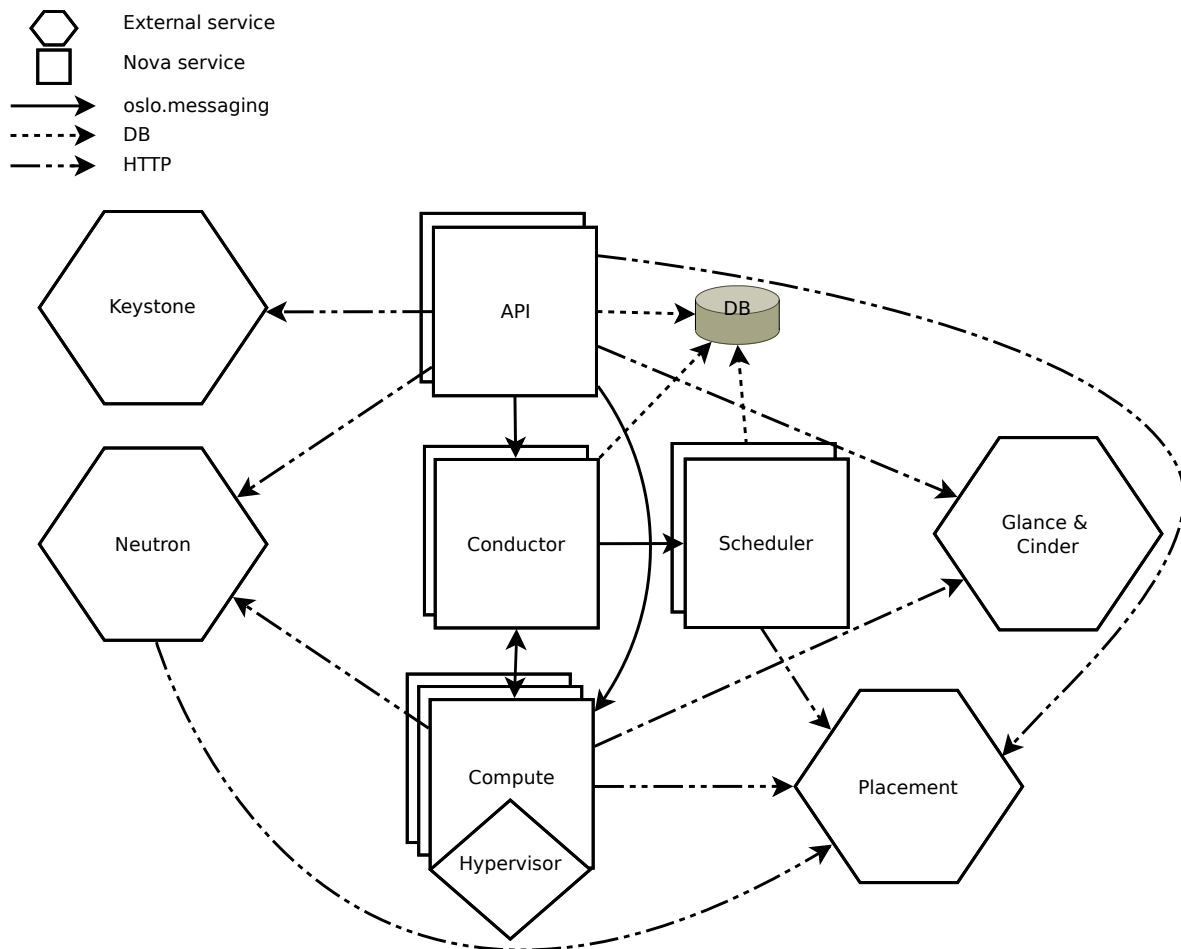 External service
Nova service
oslo.messaging
DB
HTTP
Keystone
API
DB
Neutron
Conductor
Scheduler
Glance &
Cinder
Compute
Placement
Hypervisor